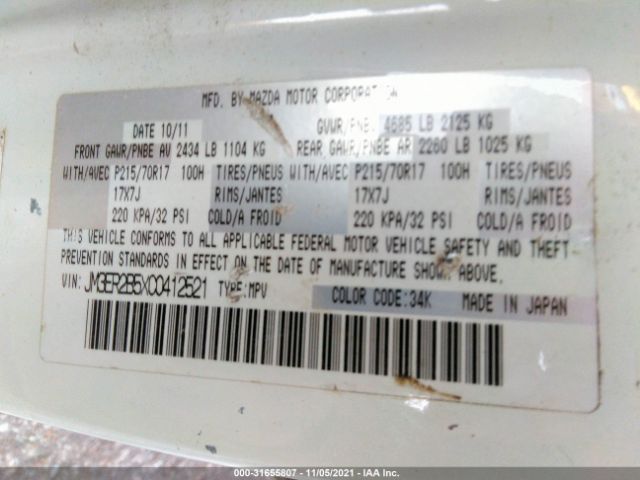 MFD. BY MAZDA MOTOR CORPORATION
DATE 10/11 GVWR/PNB. 4685 LB 2125 KG
FRONT GAWR/PNBE AV 2434 LB 1104 KG REAR GAWR/PNBE AR 2260 LB 1025 KG
WITH/AVEC P215/70R17 100H TIRES/PNEUS WITH/AVEC P215/70R17 100H TIRES/PNEUS
17X7J RIMS/JANTES 17X7J RIMS/JANTES
220 KPA/32 PSI COLD/A FROID 220 KPA/32 PSI COLD/A FROID
THIS VEHICLE CONFORMS TO ALL APPLICABLE FEDERAL MOTOR VEHICLE SAFETY AND THEFT
PREVENTION STANDARDS IN EFFECT ON THE DATE OF MANUFACTURE SHOWN ABOVE.
VIN: JM3ER2B5XC0412521 TYPE:MPV COLOR CODE:34K MADE IN JAPAN
000-31655807 - 11/05/2021 - IAA Inc.